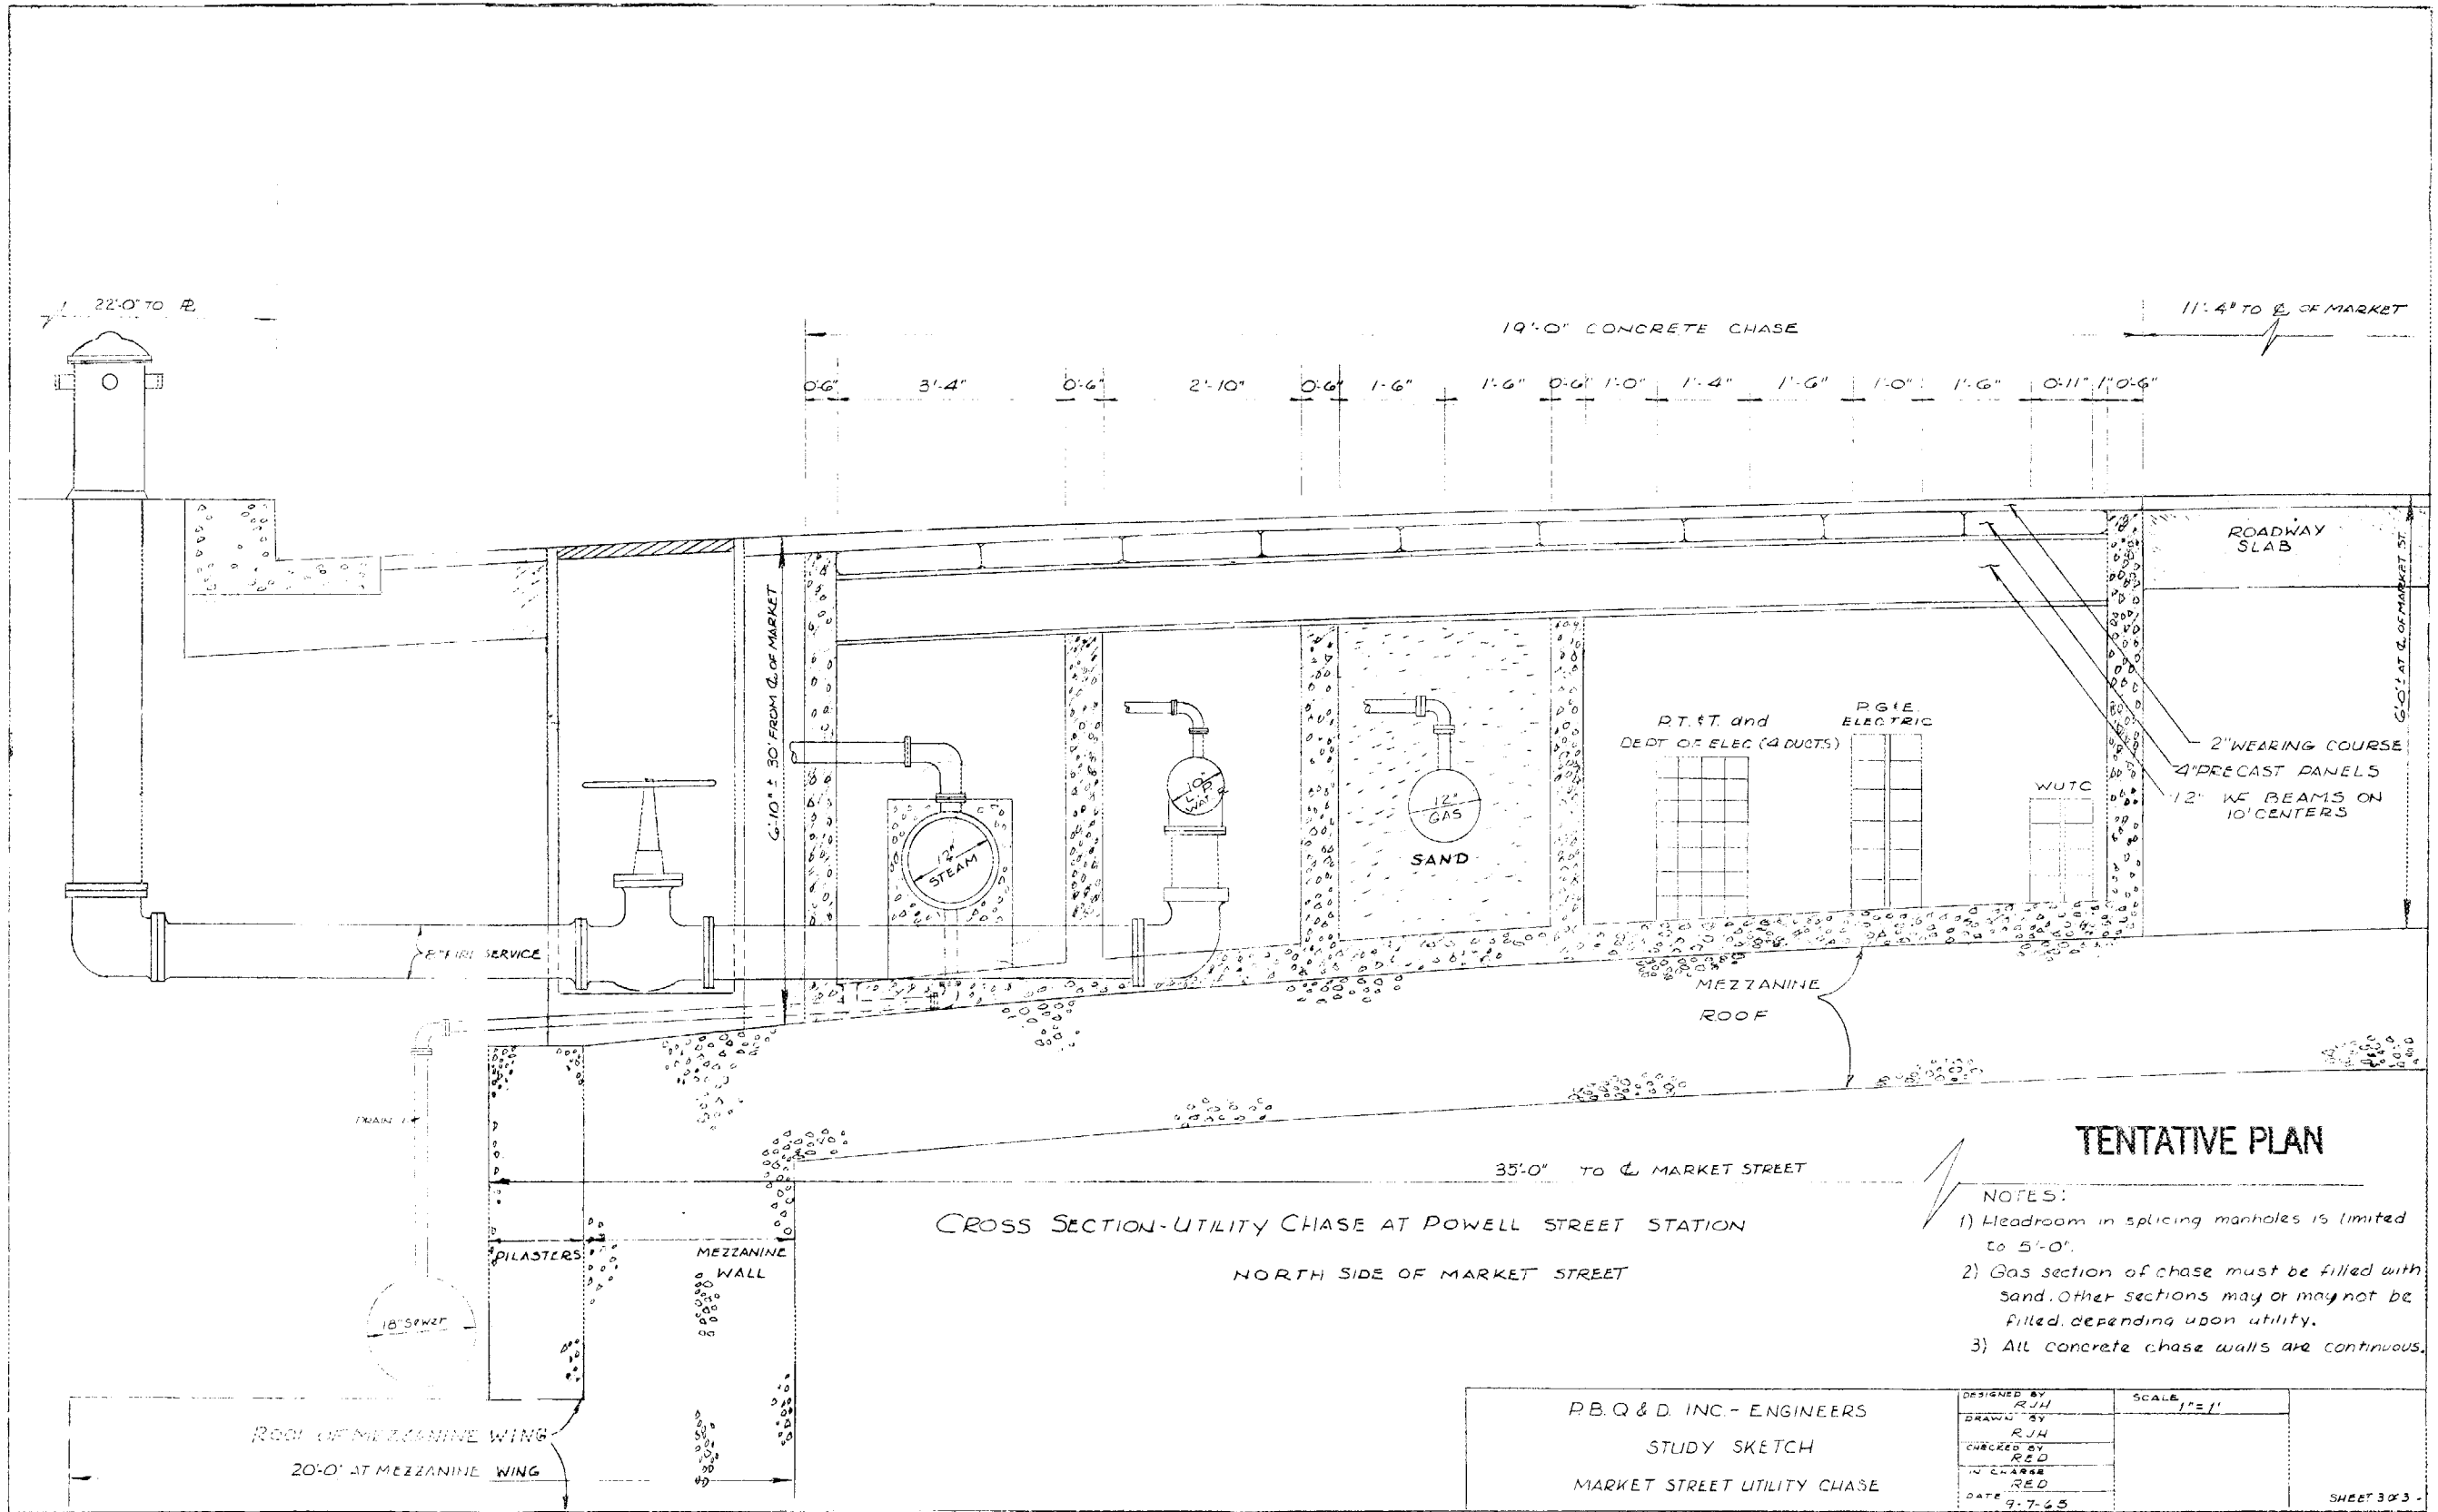 22'-0" TO ⅊
19'-0" CONCRETE CHASE
11'-4" TO ℄ OF MARKET
0'-6" 3'-4" 0'-6" 2'-10" 0'-6" 1'-6" 1'-6" 0'-6" 1'-0" 1'-4" 1'-6" 1'-0" 1'-6" 0'-11" 1" 0'-6"
ROADWAY
SLAB
6'-10" ± 30' FROM ℄ OF MARKET
6'-0" ± AT ℄ OF MARKET ST.
P.T. & T. and
DEPT OF ELEC (4 DUCTS)
P.G & E.
ELECTRIC
WUTC
2" WEARING COURSE
4" PRECAST PANELS
12" WF BEAMS ON
10' CENTERS
12"
STEAM
10"
L.P.
WAT.
12"
GAS
SAND
8" FIRE SERVICE
MEZZANINE
ROOF
DRAIN
35'-0" TO ℄ MARKET STREET
PILASTERS
MEZZANINE
WALL
18" Sewer
ROOF OF MEZZANINE WING
20'-0" AT MEZZANINE WING
CROSS SECTION-UTILITY CHASE AT POWELL STREET STATION
NORTH SIDE OF MARKET STREET
TENTATIVE PLAN
NOTES:
1) Headroom in splicing manholes is limited
to 5'-0".
2) Gas section of chase must be filled with
sand. Other sections may or may not be
filled, depending upon utility.
3) All concrete chase walls are continuous.
P.B.Q & D. INC. - ENGINEERS
STUDY SKETCH
MARKET STREET UTILITY CHASE
DESIGNED BY
RJH
DRAWN BY
RJH
CHECKED BY
RED
IN CHARGE
RED
DATE 9-7-65
SCALE
1"=1'
SHEET 3 OF 3